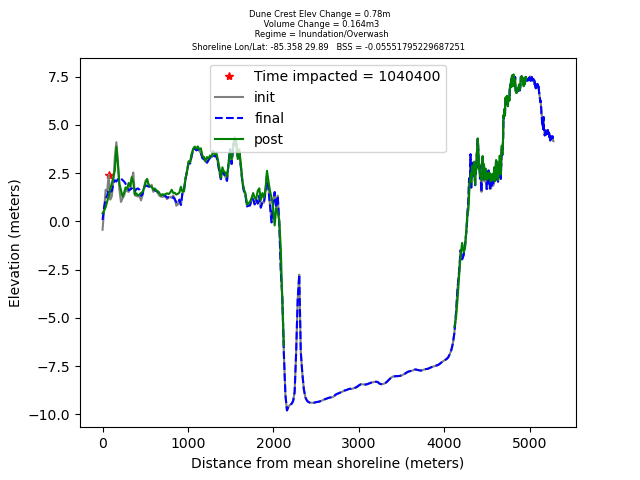 Dune Crest Elev Change = 0.78m
Volume Change = 0.164m3
Regime = Inundation/Overwash
Shoreline Lon/Lat: -85.358 29.89 BSS = -0.05551795229687251
Time impacted = 1040400
init
final
post
7.5
5.0
2.5
0.0
−2.5
−5.0
−7.5
−10.0
Elevation (meters)
0 1000 2000 3000 4000 5000
Distance from mean shoreline (meters)